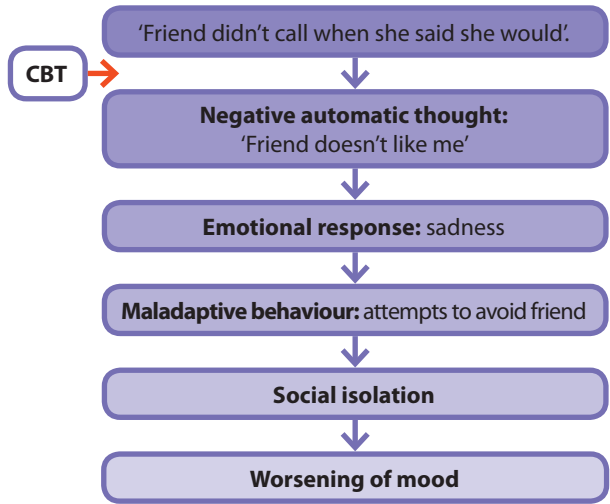 ‘Friend didn’t call when she said she would’.
CBT
Negative automatic thought:
‘Friend doesn’t like me’
Emotional response: sadness
Maladaptive behaviour: attempts to avoid friend
Social isolation
Worsening of mood